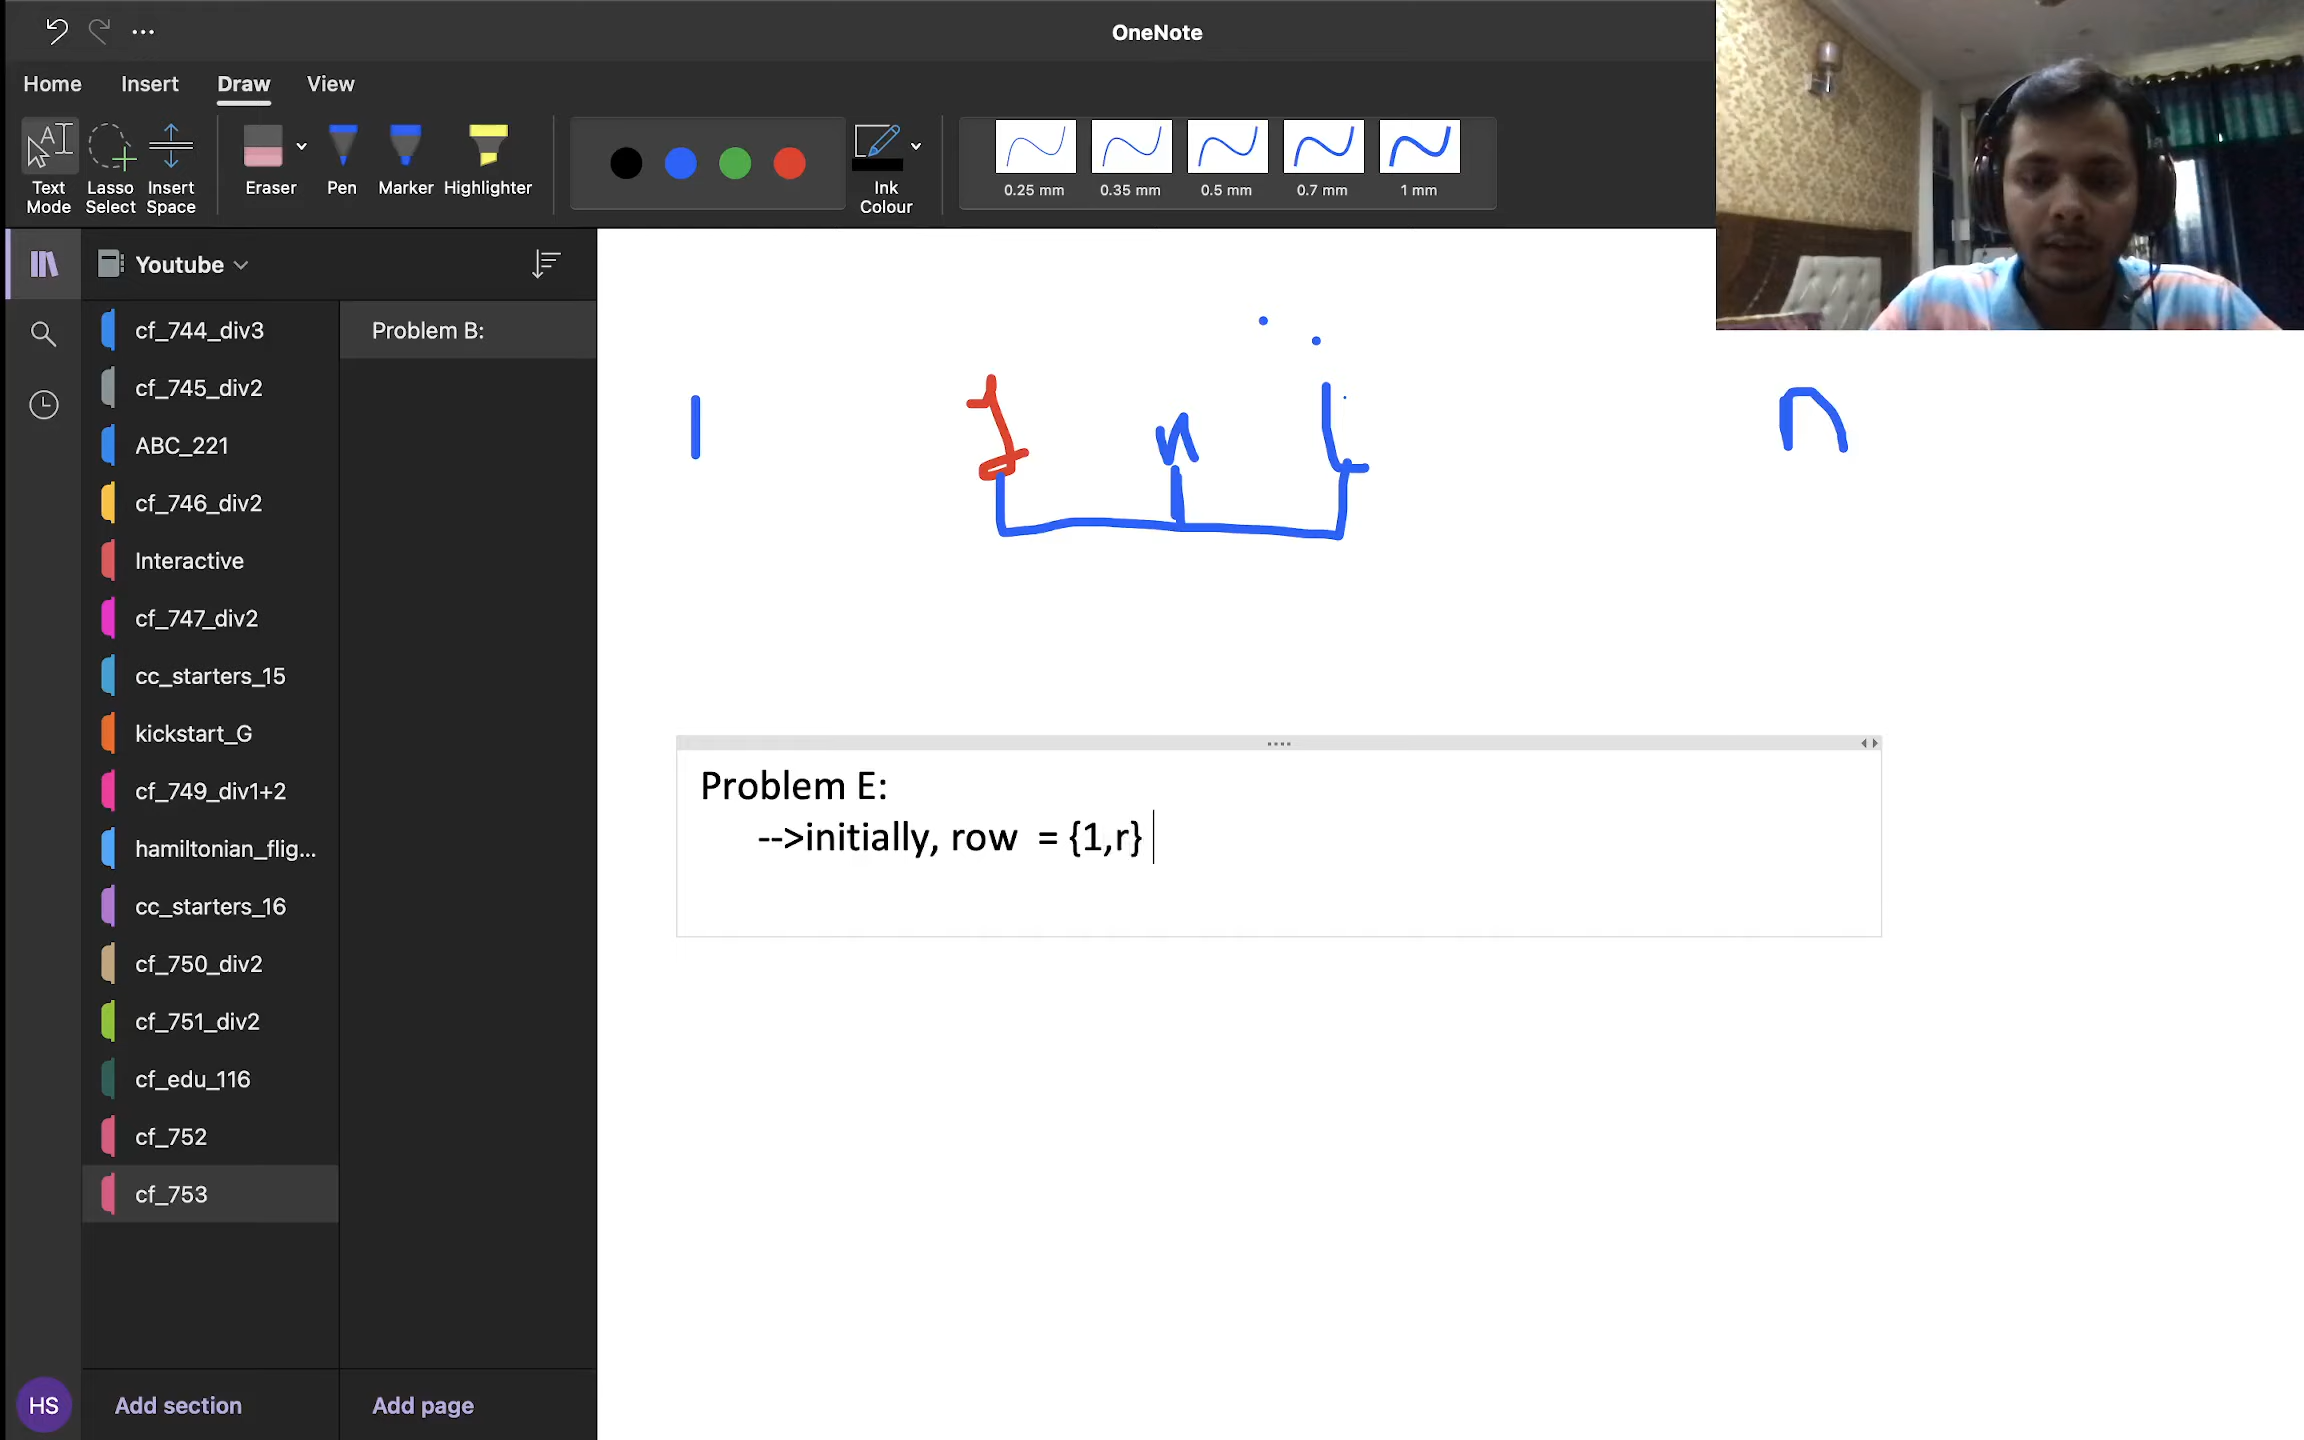 OneNote
Home Insert Draw View
Text Mode
Lasso Select
Insert Space
Eraser
Pen
Marker
Highlighter
Ink Colour
0.25 mm
0.35 mm
0.5 mm
0.7 mm
1 mm
Youtube
cf_744_div3
cf_745_div2
ABC_221
cf_746_div2
Interactive
cf_747_div2
cc_starters_15
kickstart_G
cf_749_div1+2
hamiltonian_flig...
cc_starters_16
cf_750_div2
cf_751_div2
cf_edu_116
cf_752
cf_753
Problem B:
1 n
Problem E:
-->initially, row = {1,r}
HS
Add section
Add page